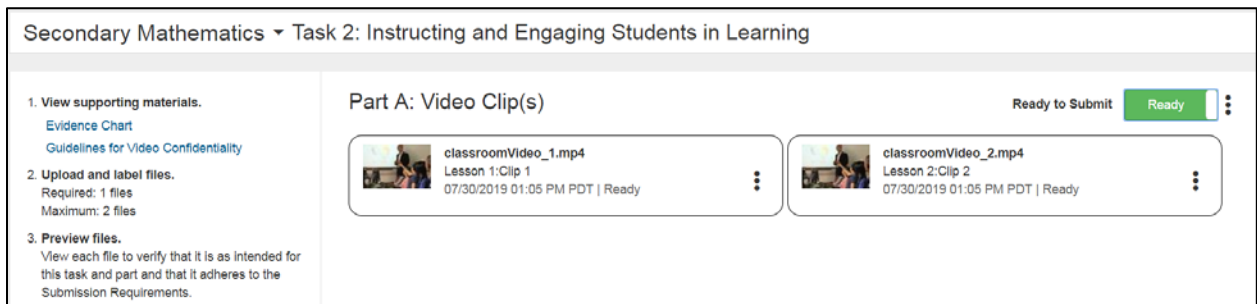 Secondary Mathematics Task 2: Instructing and Engaging Students in Learning
1. View supporting materials.
Evidence Chart
Guidelines for Video Confidentiality
2. Upload and label files.
Required: 1 files
Maximum: 2 files
3. Preview files.
View each file to verify that it is as intended for
this task and part and that it adheres to the
Submission Requirements.
Part A: Video Clip(s)
Ready to Submit Ready
classroomVideo_1.mp4
Lesson 1:Clip 1
07/30/2019 01:05 PM PDT | Ready
classroomVideo_2.mp4
Lesson 2:Clip 2
07/30/2019 01:05 PM PDT | Ready